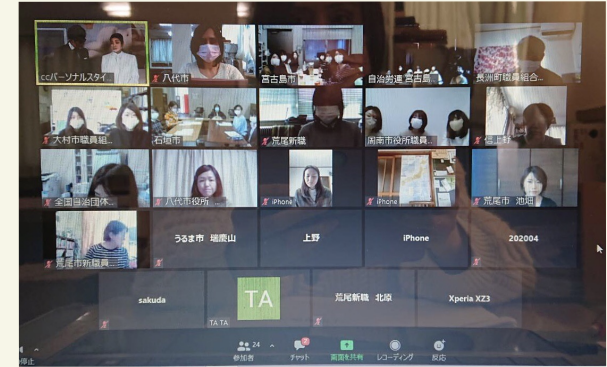 ccパーソナルスタイ...
八代市
宮古島市
自治労連 宮古島...
長洲町職員組合...
大村市職員組...
石垣市
荒尾新職
周南市役所職員...
信上野
全国自治団体...
八代市役所
iPhone
iPhone
荒尾市 池畑
荒尾市新職員...
うるま市 瑞慶山
上野
iPhone
202004
sakuda
TA
TA TA
荒尾新職 北原
Xperia XZ3
停止
24
参加者
2
チャット
画面を共有
レコーディング
反応